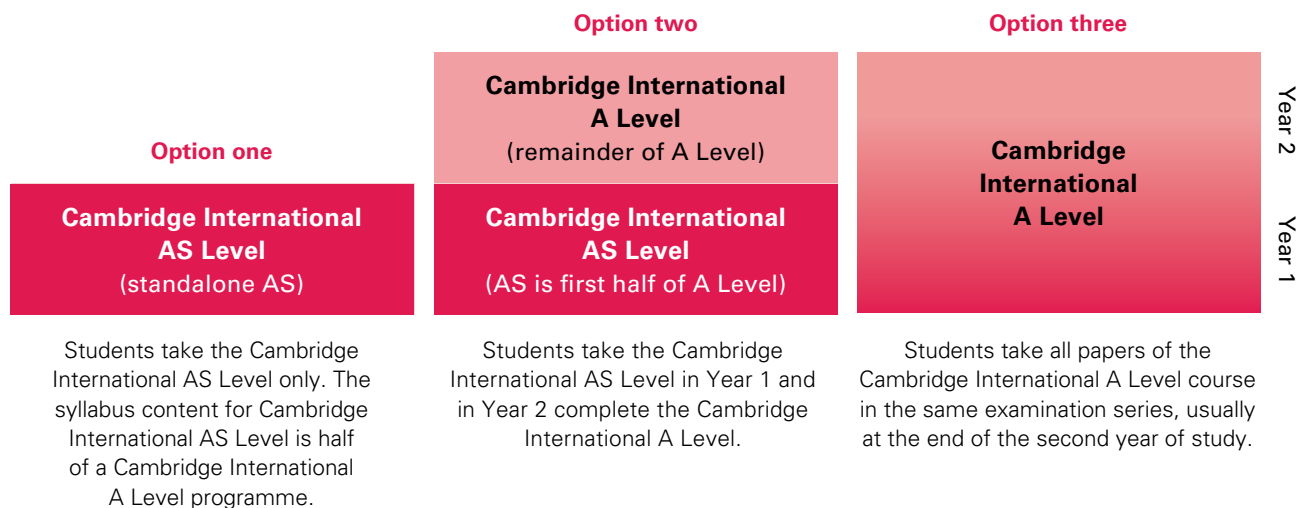 Option one
Cambridge International
AS Level
(standalone AS)
Students take the Cambridge
International AS Level only. The
syllabus content for Cambridge
International AS Level is half
of a Cambridge International
A Level programme.
Option two
Cambridge International
A Level
(remainder of A Level)
Cambridge International
AS Level
(AS is first half of A Level)
Students take the Cambridge
International AS Level in Year 1 and
in Year 2 complete the Cambridge
International A Level.
Option three
Cambridge
International
A Level
Students take all papers of the
Cambridge International A Level course
in the same examination series, usually
at the end of the second year of study.
Year 2
Year 1